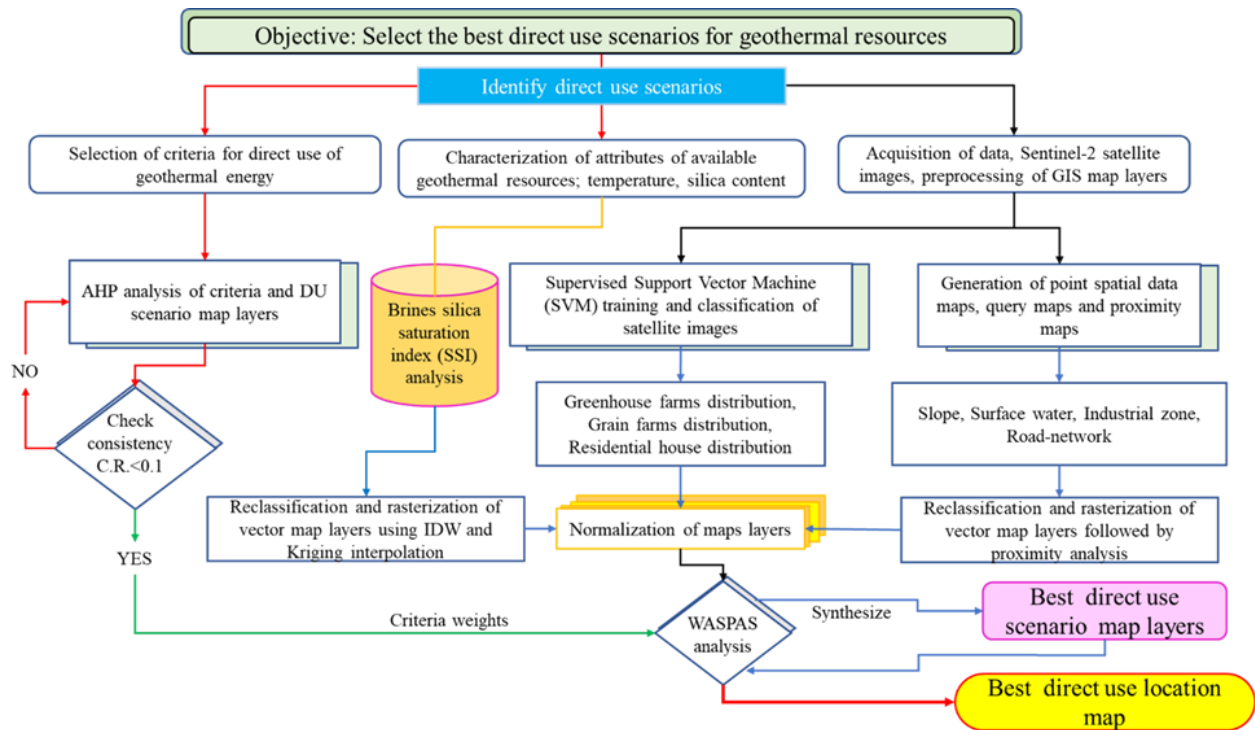 Objective: Select the best direct use scenarios for geothermal resources
Identify direct use scenarios
Selection of criteria for direct use of
geothermal energy
Characterization of attributes of available
geothermal resources; temperature, silica content
Acquisition of data, Sentinel-2 satellite
images, preprocessing of GIS map layers
AHP analysis of criteria and DU
scenario map layers
Brines silica
saturation
index (SSI)
analysis
Supervised Support Vector Machine
(SVM) training and classification of
satellite images
Generation of point spatial data
maps, query maps and proximity
maps
NO
Check
consistency
C.R.<0.1
Greenhouse farms distribution,
Grain farms distribution,
Residential house distribution
Slope, Surface water, Industrial zone,
Road-network
Reclassification and rasterization of
vector map layers using IDW and
Kriging interpolation
Normalization of maps layers
Reclassification and rasterization of
vector map layers followed by
proximity analysis
YES
Criteria weights
WASPAS
analysis
Synthesize
Best direct use
scenario map layers
Best direct use location
map